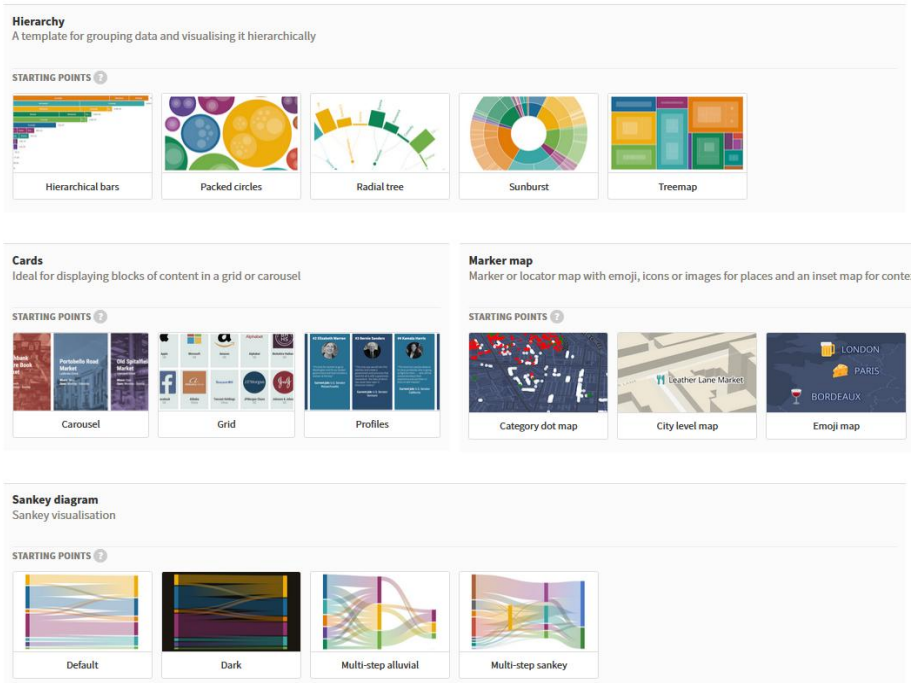 Hierarchy
A template for grouping data and visualising it hierarchically
STARTING POINTS ?
Hierarchical bars
Packed circles
Radial tree
Sunburst
Treemap
Cards
Ideal for displaying blocks of content in a grid or carousel
STARTING POINTS ?
Portobello Road
Market
Old Spitalfiel
Market
Carousel
Grid
Profiles
Marker map
Marker or locator map with emoji, icons or images for places and an inset map for conte
STARTING POINTS ?
Category dot map
Leather Lane Market
City level map
LONDON
PARIS
BORDEAUX
Emoji map
Sankey diagram
Sankey visualisation
STARTING POINTS ?
Default
Dark
Multi-step alluvial
Multi-step sankey